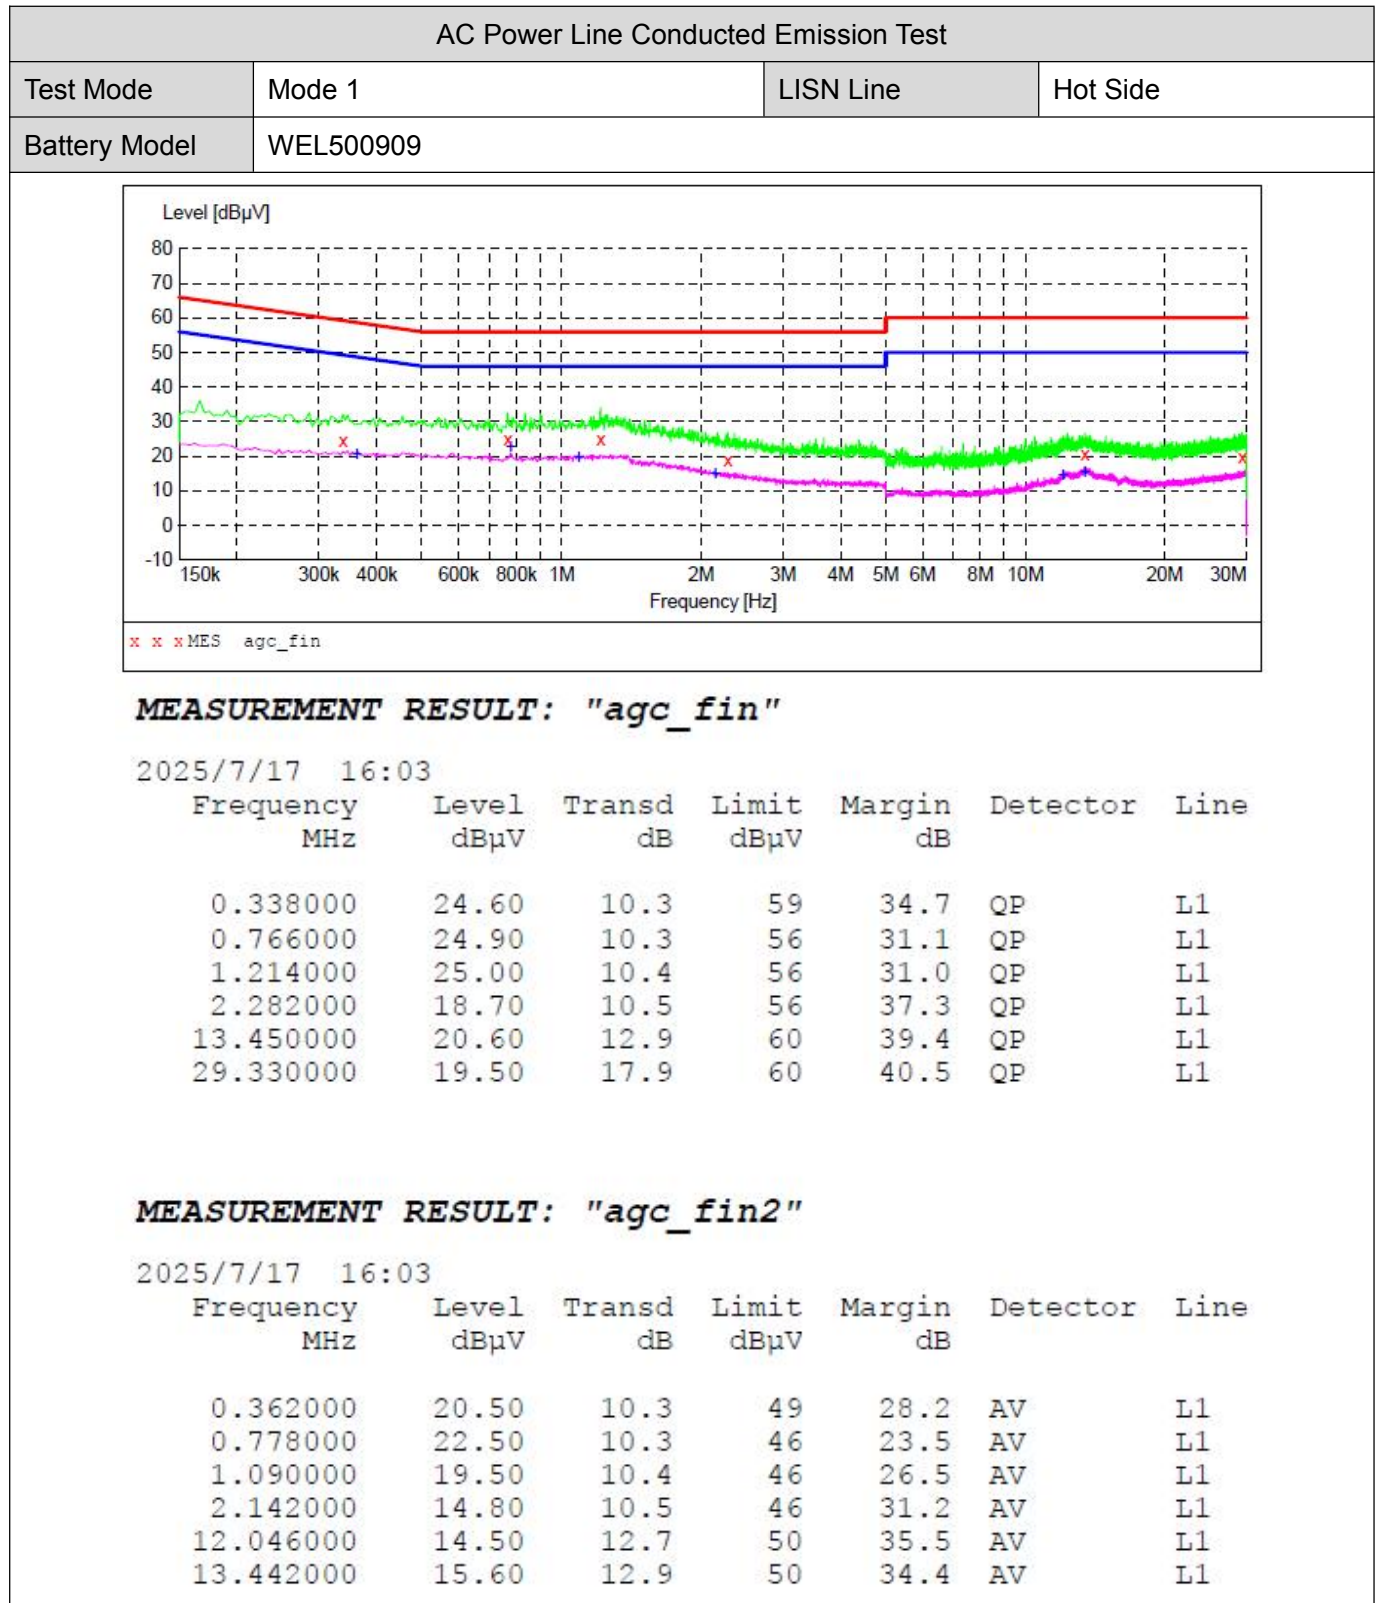 AC Power Line Conducted Emission Test
Test Mode Mode 1 LISN Line Hot Side
Battery Model WEL500909
Level [dBµV]
80
70
60
50
40
30
20
10
0
-10
150k 300k 400k 600k 800k 1M 2M 3M 4M 5M 6M 8M 10M 20M 30M
Frequency [Hz]
x x x MES agc_fin
MEASUREMENT RESULT: "agc_fin"
2025/7/17 16:03
Frequency Level Transd Limit Margin Detector Line
MHz dBµV dB dBµV dB
0.338000 24.60 10.3 59 34.7 QP L1
0.766000 24.90 10.3 56 31.1 QP L1
1.214000 25.00 10.4 56 31.0 QP L1
2.282000 18.70 10.5 56 37.3 QP L1
13.450000 20.60 12.9 60 39.4 QP L1
29.330000 19.50 17.9 60 40.5 QP L1
MEASUREMENT RESULT: "agc_fin2"
2025/7/17 16:03
Frequency Level Transd Limit Margin Detector Line
MHz dBµV dB dBµV dB
0.362000 20.50 10.3 49 28.2 AV L1
0.778000 22.50 10.3 46 23.5 AV L1
1.090000 19.50 10.4 46 26.5 AV L1
2.142000 14.80 10.5 46 31.2 AV L1
12.046000 14.50 12.7 50 35.5 AV L1
13.442000 15.60 12.9 50 34.4 AV L1